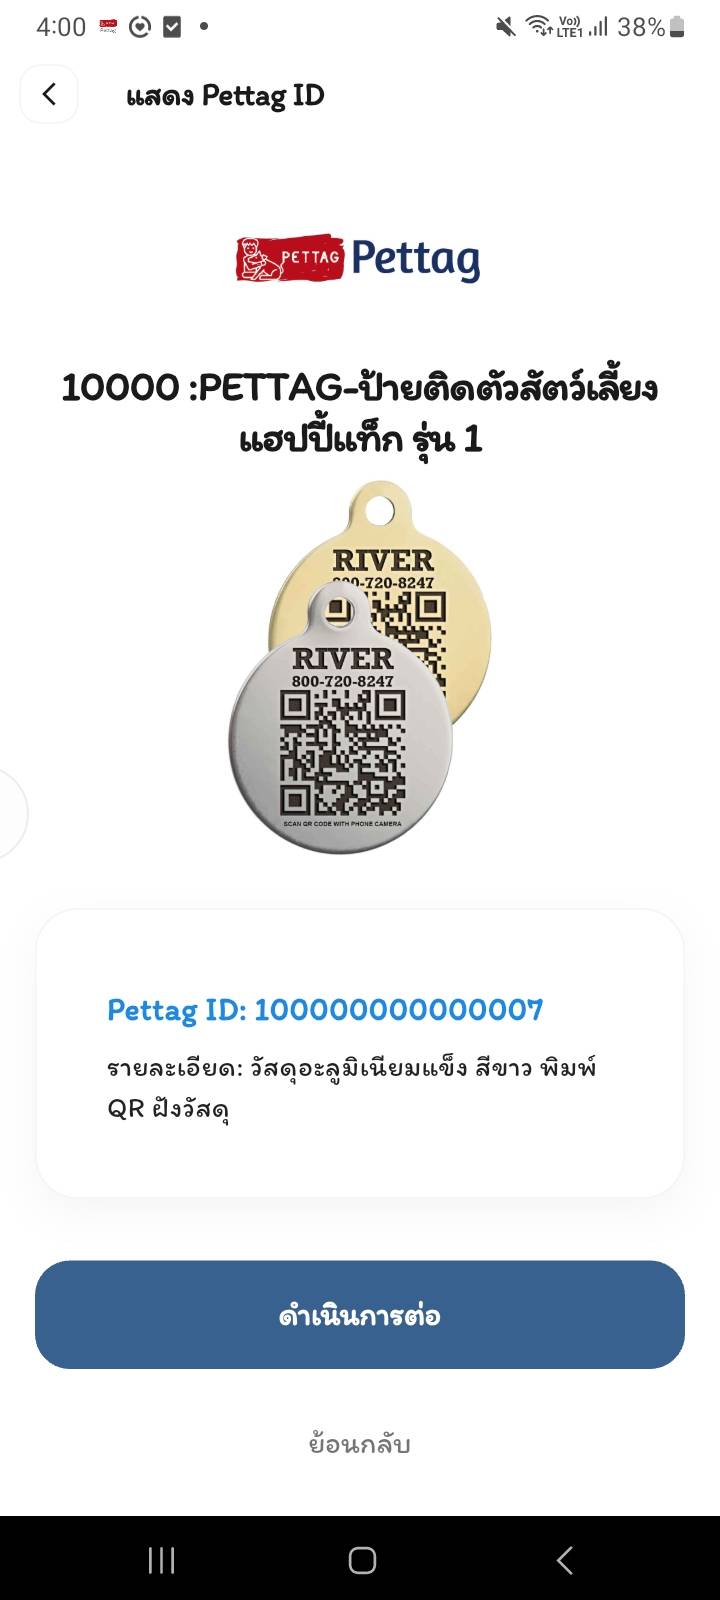 4:00
Vo)) LTE1 38%
แสดง Pettag ID
PETTAG Pettag
10000 :PETTAG-ป้ายติดตัวสัตว์เลี้ยง
แฮปปี้แท็ก รุ่น 1
RIVER
800-720-8247
RIVER
800-720-8247
SCAN QR CODE WITH PHONE CAMERA
Pettag ID: 100000000000007
รายละเอียด: วัสดุอะลูมิเนียมแข็ง สีขาว พิมพ์
QR ฝังวัสดุ
ดำเนินการต่อ
ย้อนกลับ